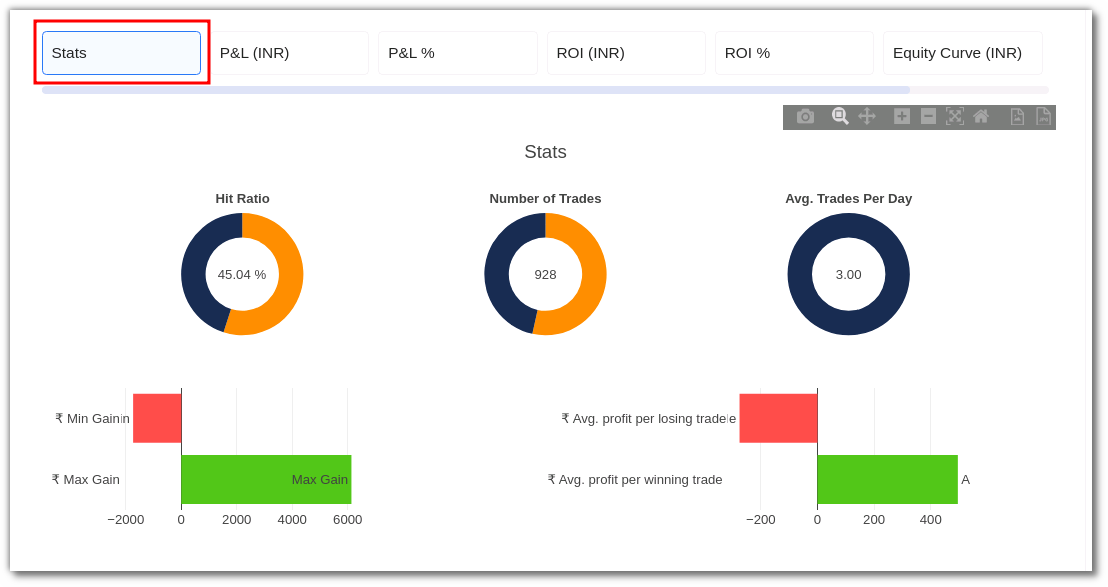 Stats P&L (INR) P&L % ROI (INR) ROI % Equity Curve (INR)
Stats
Hit Ratio Number of Trades Avg. Trades Per Day
45.04 % 928 3.00
₹ Min Gain ₹ Avg. profit per losing trade
₹ Max Gain Max Gain ₹ Avg. profit per winning trade A
−2000 0 2000 4000 6000 −200 0 200 400